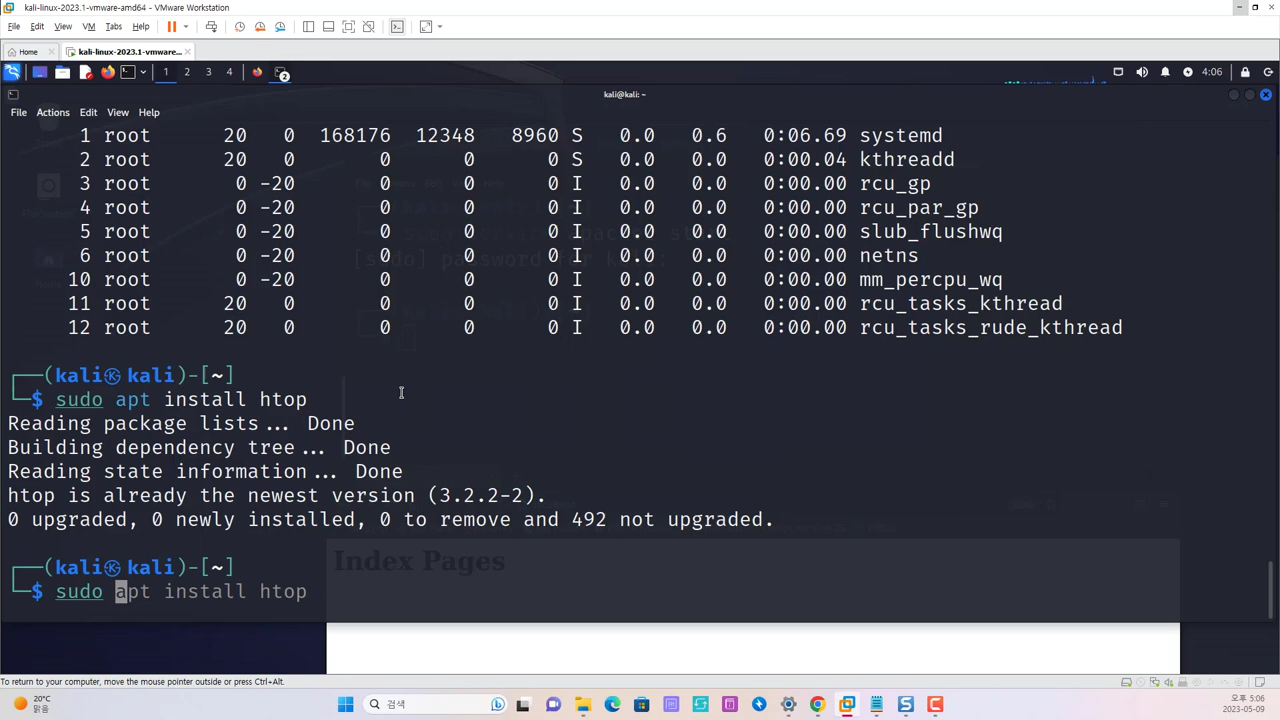 kali-linux-2023.1-vmware-amd64 - VMware Workstation
File Edit View VM Tabs Help
Home kali-linux-2023.1-vmware...
1 2 3 4 2 4:06
kali@kali: ~
File Actions Edit View Help
1 root 20 0 168176 12348 8960 S 0.0 0.6 0:06.69 systemd
2 root 20 0 0 0 0 S 0.0 0.0 0:00.04 kthreadd
3 root 0 -20 0 0 0 I 0.0 0.0 0:00.00 rcu_gp
4 root 0 -20 0 0 0 I 0.0 0.0 0:00.00 rcu_par_gp
5 root 0 -20 0 0 0 I 0.0 0.0 0:00.00 slub_flushwq
6 root 0 -20 0 0 0 I 0.0 0.0 0:00.00 netns
10 root 0 -20 0 0 0 I 0.0 0.0 0:00.00 mm_percpu_wq
11 root 20 0 0 0 0 I 0.0 0.0 0:00.00 rcu_tasks_kthread
12 root 20 0 0 0 0 I 0.0 0.0 0:00.00 rcu_tasks_rude_kthread
[sudo] password for
┌──(kali㉿kali)-[~]
└─$ sudo apt install htop
Reading package lists... Done
Building dependency tree... Done
Reading state information... Done
htop is already the newest version (3.2.2-2).
0 upgraded, 0 newly installed, 0 to remove and 492 not upgraded.
Index Pages
┌──(kali㉿kali)-[~]
└─$ sudo apt install htop
To return to your computer, move the mouse pointer outside or press Ctrl+Alt.
20°C
맑음
검색
오후 5:06
2023-05-09